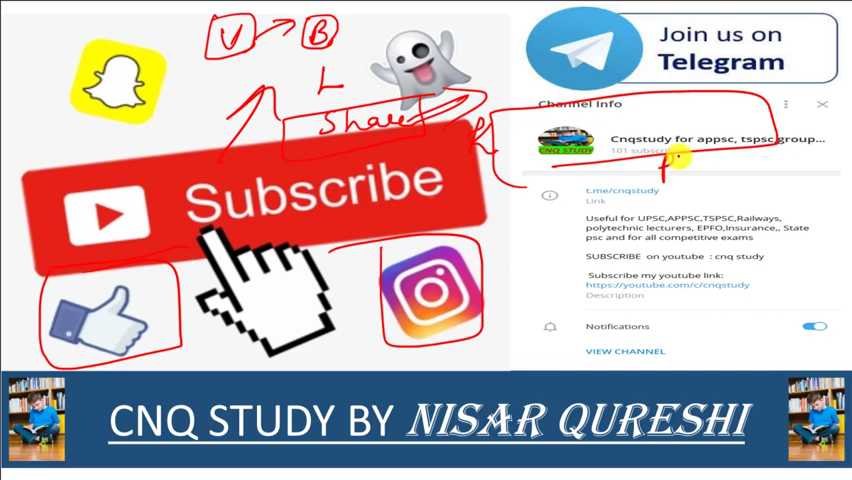 V B
L
Share
Subscribe
Join us on
Telegram
Channel Info
CNQ STUDY
Cnqstudy for appsc, tspsc,group...
101
t.me/cnqstudy
Link
Useful for UPSC,APPSC,TSPSC,Railways,
polytechnic lecturers, EPFO,Insurance,, State
psc and for all competitive exams
SUBSCRIBE on youtube : cnq study
Subscribe my youtube link:
https://youtube.com/c/cnqstudy
Description
Notifications
VIEW CHANNEL
CNQ STUDY BY NISAR QURESHI